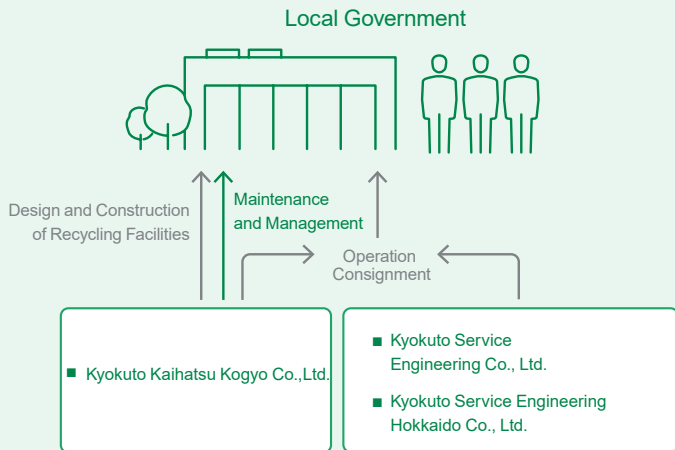 Local Government
Design and Construction
of Recycling Facilities
Maintenance
and Management
Operation
Consignment
Kyokuto Kaihatsu Kogyo Co.,Ltd.
Kyokuto Service
Engineering Co., Ltd.
Kyokuto Service Engineering
Hokkaido Co., Ltd.